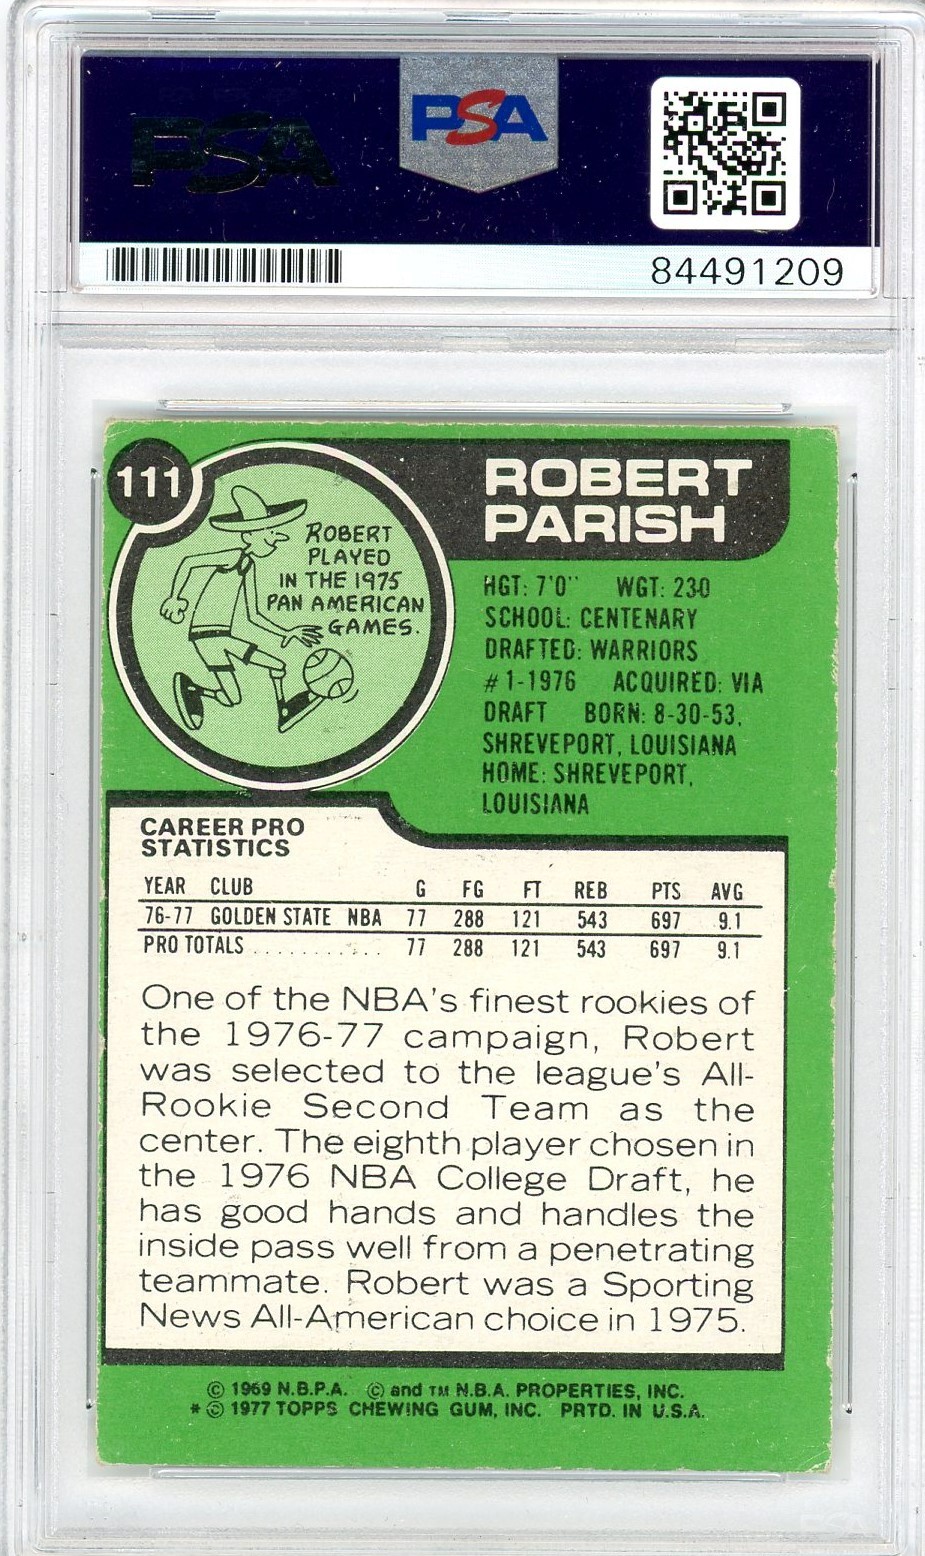 PSA
PSA
84491209
111
ROBERT
PARISH
ROBERT
PLAYED
IN THE 1975
PAN AMERICAN
GAMES.
HGT: 7'0" WGT: 230
SCHOOL: CENTENARY
DRAFTED: WARRIORS
#1-1976 ACQUIRED: VIA
DRAFT BORN: 8-30-53,
SHREVEPORT, LOUISIANA
HOME: SHREVEPORT,
LOUISIANA
CAREER PRO
STATISTICS
YEAR CLUB G FG FT REB PTS AVG
76-77 GOLDEN STATE NBA 77 288 121 543 697 9.1
PRO TOTALS ............ 77 288 121 543 697 9.1
One of the NBA's finest rookies of
the 1976-77 campaign, Robert
was selected to the league's All-
Rookie Second Team as the
center. The eighth player chosen in
the 1976 NBA College Draft, he
has good hands and handles the
inside pass well from a penetrating
teammate. Robert was a Sporting
News All-American choice in 1975.
© 1969 N.B.P.A. © and TM N.B.A. PROPERTIES, INC.
* © 1977 TOPPS CHEWING GUM, INC. PRTD. IN U.S.A.